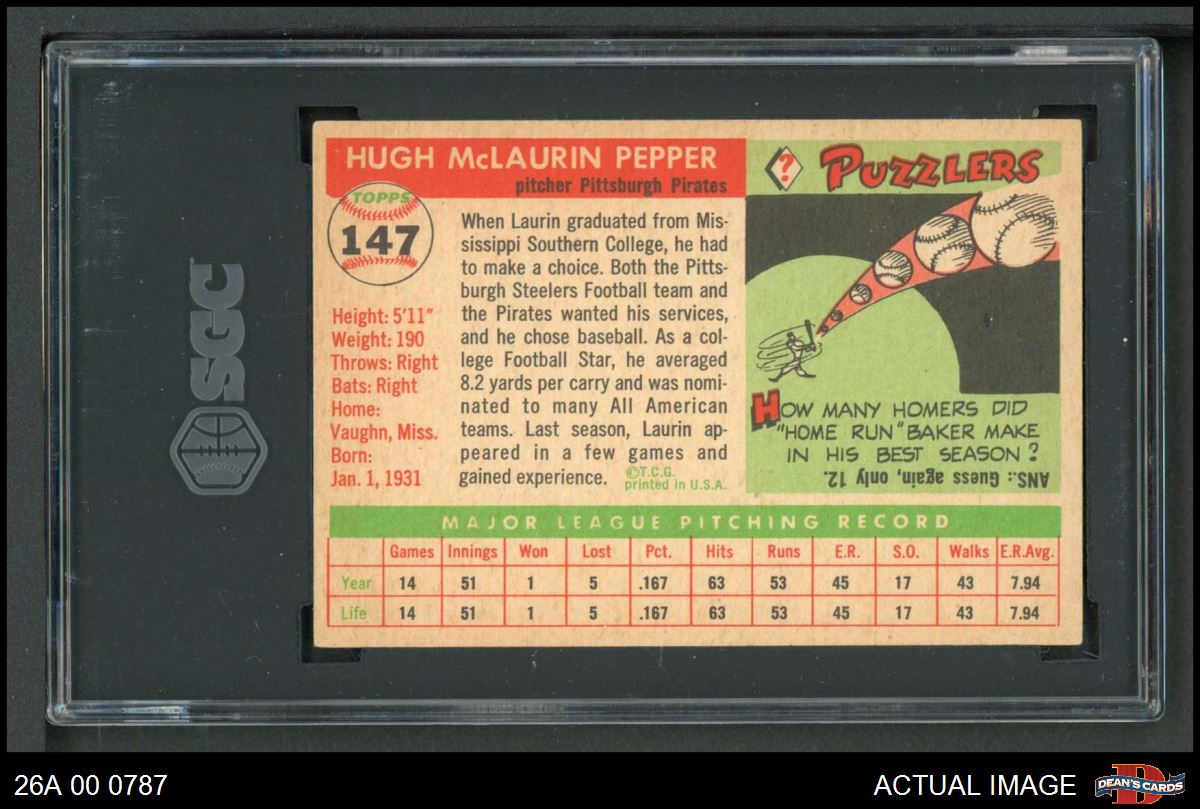 SGC
HUGH McLAURIN PEPPER
pitcher Pittsburgh Pirates
TOPPS
147
Height: 5'11"
Weight: 190
Throws: Right
Bats: Right
Home:
Vaughn, Miss.
Born:
Jan. 1, 1931
When Laurin graduated from Mis-
sissippi Southern College, he had
to make a choice. Both the Pitts-
burgh Steelers Football team and
the Pirates wanted his services,
and he chose baseball. As a col-
lege Football Star, he averaged
8.2 yards per carry and was nomi-
nated to many All American
teams. Last season, Laurin ap-
peared in a few games and
gained experience.
©T.C.G.
printed in U.S.A.
? PUZZLERS
HOW MANY HOMERS DID
"HOME RUN" BAKER MAKE
IN HIS BEST SEASON?
ANS.: Guess again, only 12.
MAJOR LEAGUE PITCHING RECORD
Games Innings Won Lost Pct. Hits Runs E.R. S.O. Walks E.R.Avg.
Year 14 51 1 5 .167 63 53 45 17 43 7.94
Life 14 51 1 5 .167 63 53 45 17 43 7.94
26A 00 0787
ACTUAL IMAGE
D
DEAN'S CARDS